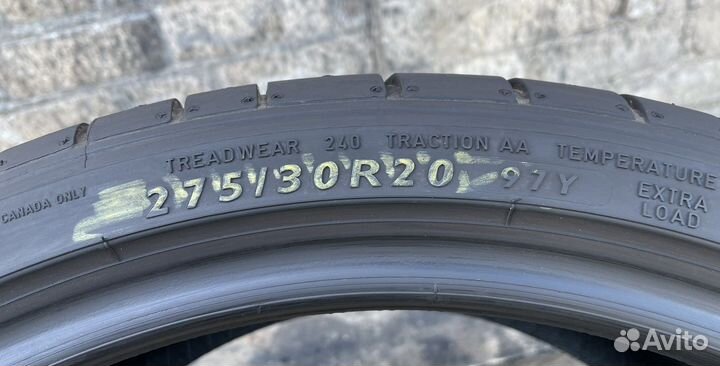 TREADWEAR 240 TRACTION AA TEMPERATURE
CANADA ONLY 275/30R20 97Y EXTRA
LOAD
Avito